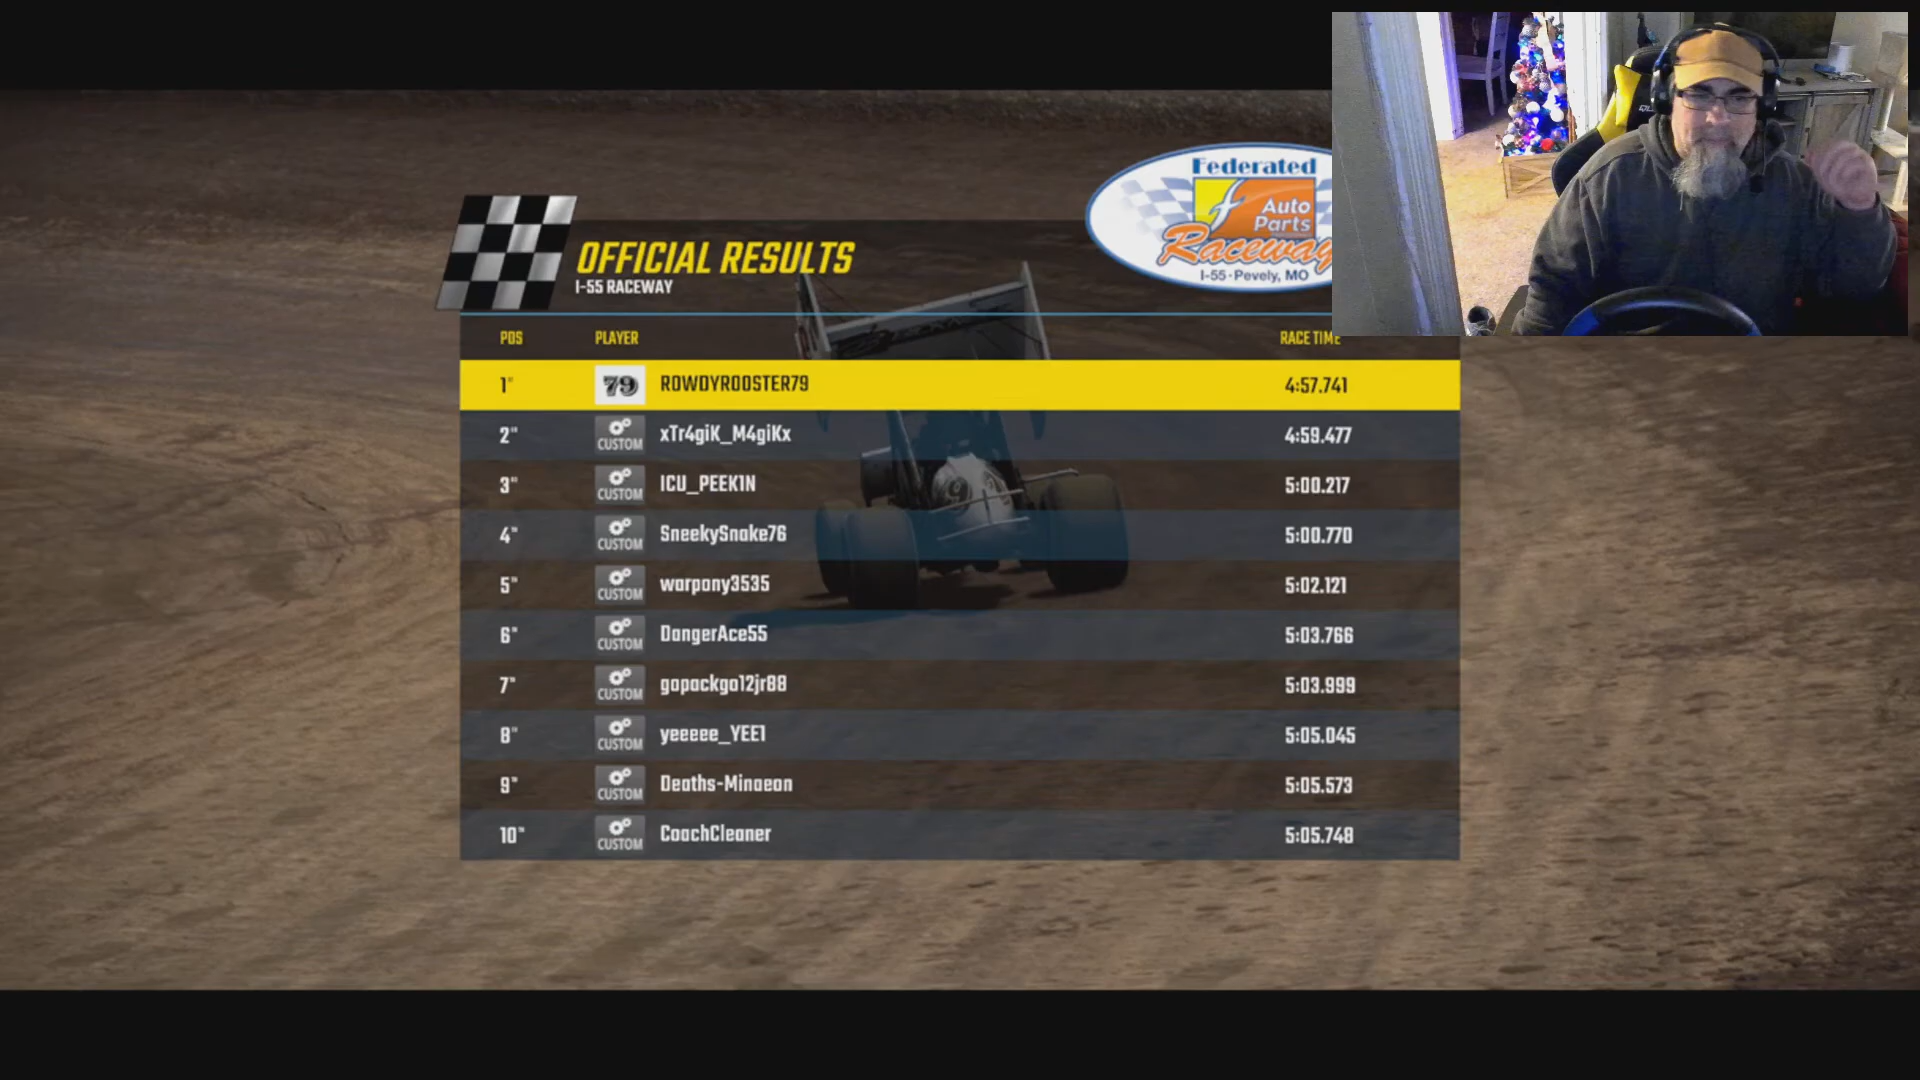 Federated
Auto
Parts
Raceway
I-55 · Pevely, MO
OFFICIAL RESULTS
I-55 RACEWAY
POS PLAYER RACE TIME
1ST 79 ROWDYROOSTER79 4:57.741
2ND CUSTOM xTr4giK_M4giKx 4:59.477
3RD CUSTOM ICU_PEEK1N 5:00.217
4TH CUSTOM SneekySnake76 5:00.770
5TH CUSTOM warpony3535 5:02.121
6TH CUSTOM DangerAce55 5:03.766
7TH CUSTOM gopackgo12jr88 5:03.999
8TH CUSTOM yeeeee_YEE1 5:05.045
9TH CUSTOM Deaths-Minaeon 5:05.573
10TH CUSTOM CoachCleaner 5:05.748